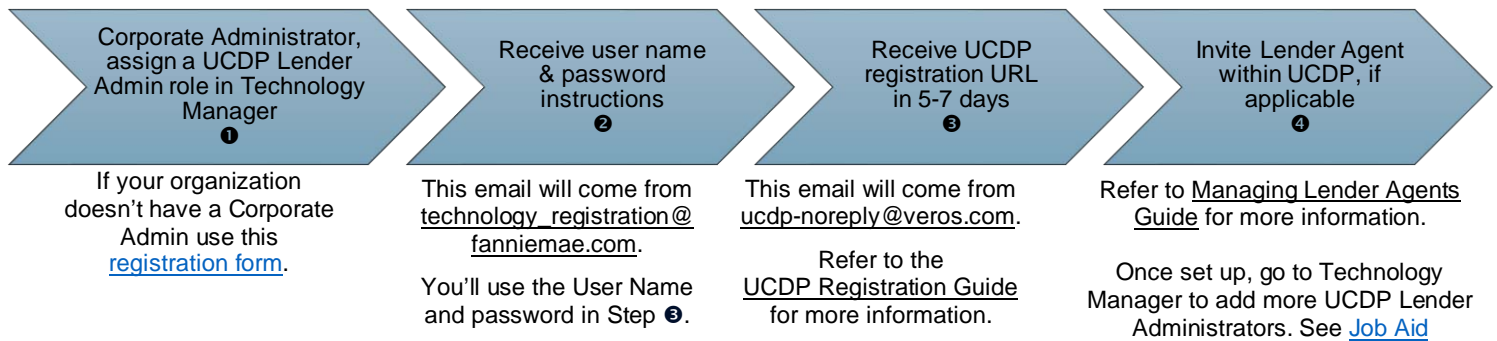 Corporate Administrator,
assign a UCDP Lender
Admin role in Technology
Manager
❶
If your organization
doesn’t have a Corporate
Admin use this
registration form.
Receive user name
& password
instructions
❷
This email will come from
technology_registration@
fanniemae.com.
You’ll use the User Name
and password in Step ❸.
Receive UCDP
registration URL
in 5-7 days
❸
This email will come from
ucdp-noreply@veros.com.
Refer to the
UCDP Registration Guide
for more information.
Invite Lender Agent
within UCDP, if
applicable
❹
Refer to Managing Lender Agents
Guide for more information.
Once set up, go to Technology
Manager to add more UCDP Lender
Administrators. See Job Aid